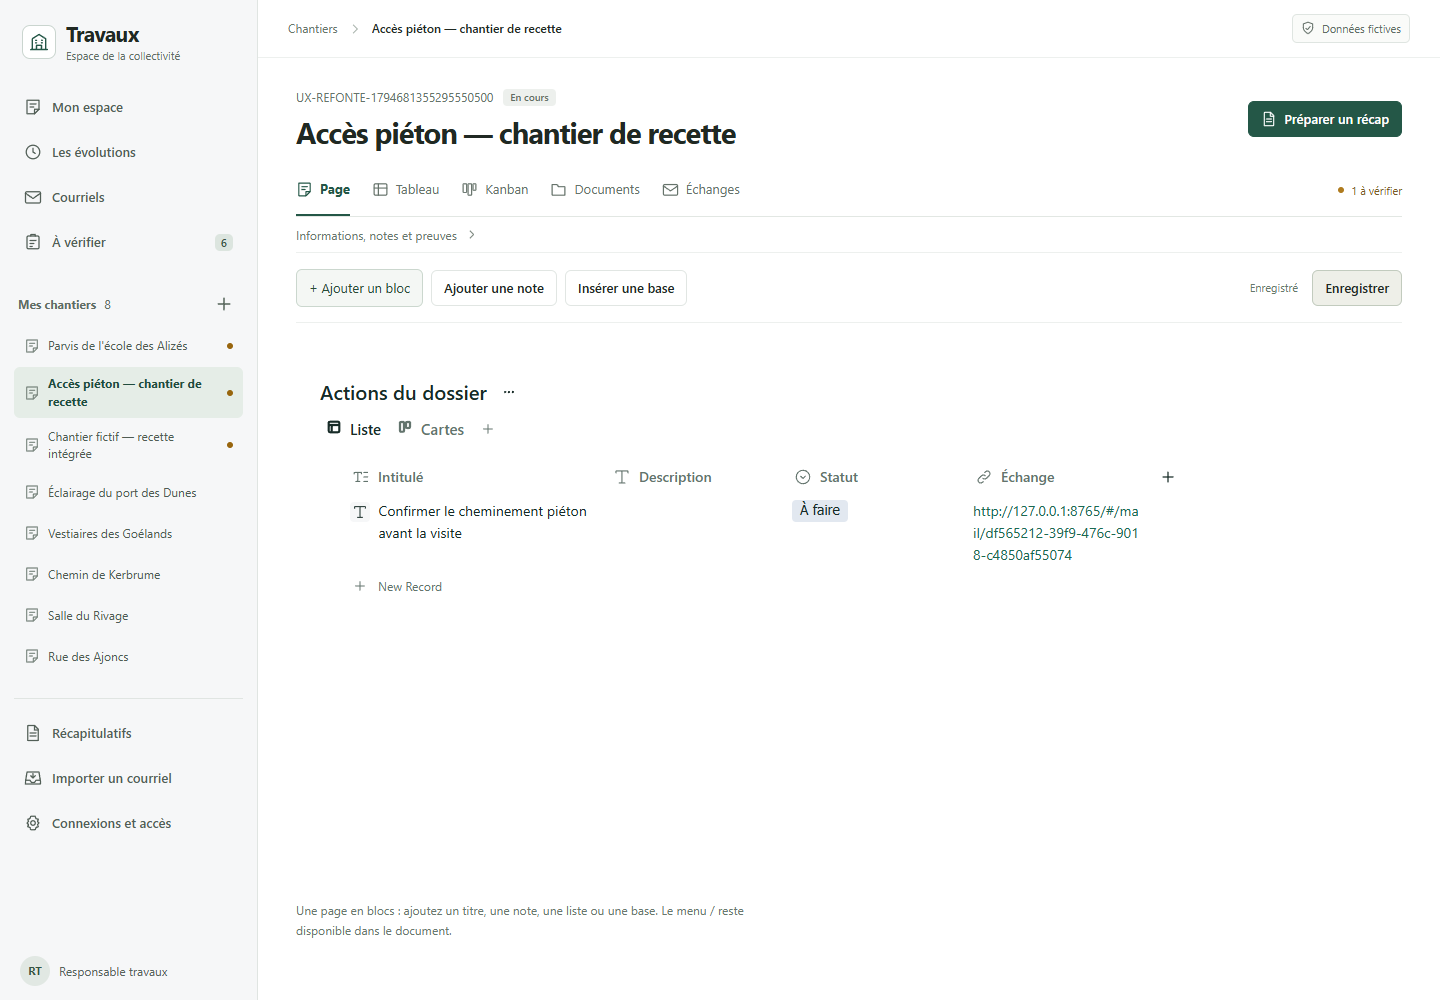 Travaux
Espace de la collectivité
Mon espace
Les évolutions
Courriels
À vérifier 6
Mes chantiers 8
Parvis de l'école des Alizés
Accès piéton — chantier de
recette
Chantier fictif — recette
intégrée
Éclairage du port des Dunes
Vestiaires des Goélands
Chemin de Kerbrume
Salle du Rivage
Rue des Ajoncs
Récapitulatifs
Importer un courriel
Connexions et accès
RT Responsable travaux
Chantiers Accès piéton — chantier de recette
Données fictives
UX-REFONTE-1794681355295550500 En cours
Accès piéton — chantier de recette
Préparer un récap
Page Tableau Kanban Documents Échanges
1 à vérifier
Informations, notes et preuves
+ Ajouter un bloc Ajouter une note Insérer une base
Enregistré Enregistrer
Actions du dossier ...
Liste Cartes +
Intitulé Description Statut Échange +
Confirmer le cheminement piéton
avant la visite
À faire
http://127.0.0.1:8765/#/ma
il/df565212-39f9-476c-901
8-c4850af55074
+ New Record
Une page en blocs : ajoutez un titre, une note, une liste ou une base. Le menu / reste
disponible dans le document.